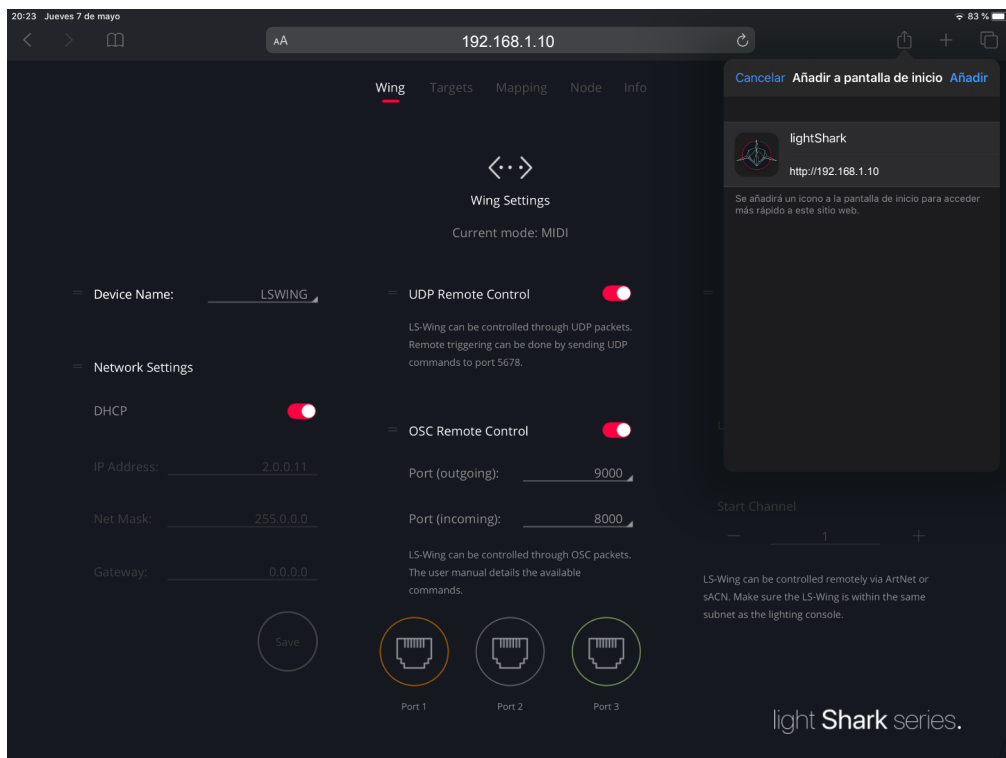 20:23 Jueves 7 de mayo
83 %
AA
192.168.1.10
Wing Targets Mapping Node Info
Cancelar Añadir a pantalla de inicio Añadir
lightShark
http://192.168.1.10
Se añadirá un icono a la pantalla de inicio para acceder
más rápido a este sitio web.
Wing Settings
Current mode: MIDI
Device Name: LSWING
Network Settings
DHCP
IP Address: 2.0.0.11
Net Mask: 255.0.0.0
Gateway: 0.0.0.0
Save
UDP Remote Control
LS-Wing can be controlled through UDP packets.
Remote triggering can be done by sending UDP
commands to port 5678.
OSC Remote Control
Port (outgoing): 9000
Port (incoming): 8000
LS-Wing can be controlled through OSC packets.
The user manual details the available
commands.
Port 1
Port 2
Port 3
Start Channel
1
LS-Wing can be controlled remotely via ArtNet or
sACN. Make sure the LS-Wing is within the same
subnet as the lighting console.
light Shark series.